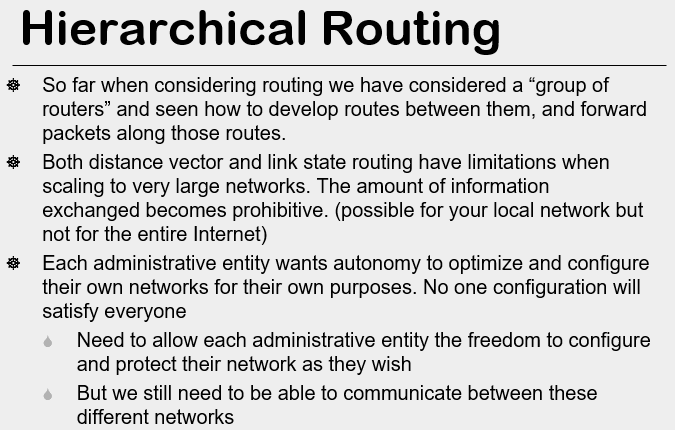 Hierarchical Routing
So far when considering routing we have considered a “group of
routers” and seen how to develop routes between them, and forward
packets along those routes.
Both distance vector and link state routing have limitations when
scaling to very large networks. The amount of information
exchanged becomes prohibitive. (possible for your local network but
not for the entire Internet)
Each administrative entity wants autonomy to optimize and configure
their own networks for their own purposes. No one configuration will
satisfy everyone
Need to allow each administrative entity the freedom to configure
and protect their network as they wish
But we still need to be able to communicate between these
different networks